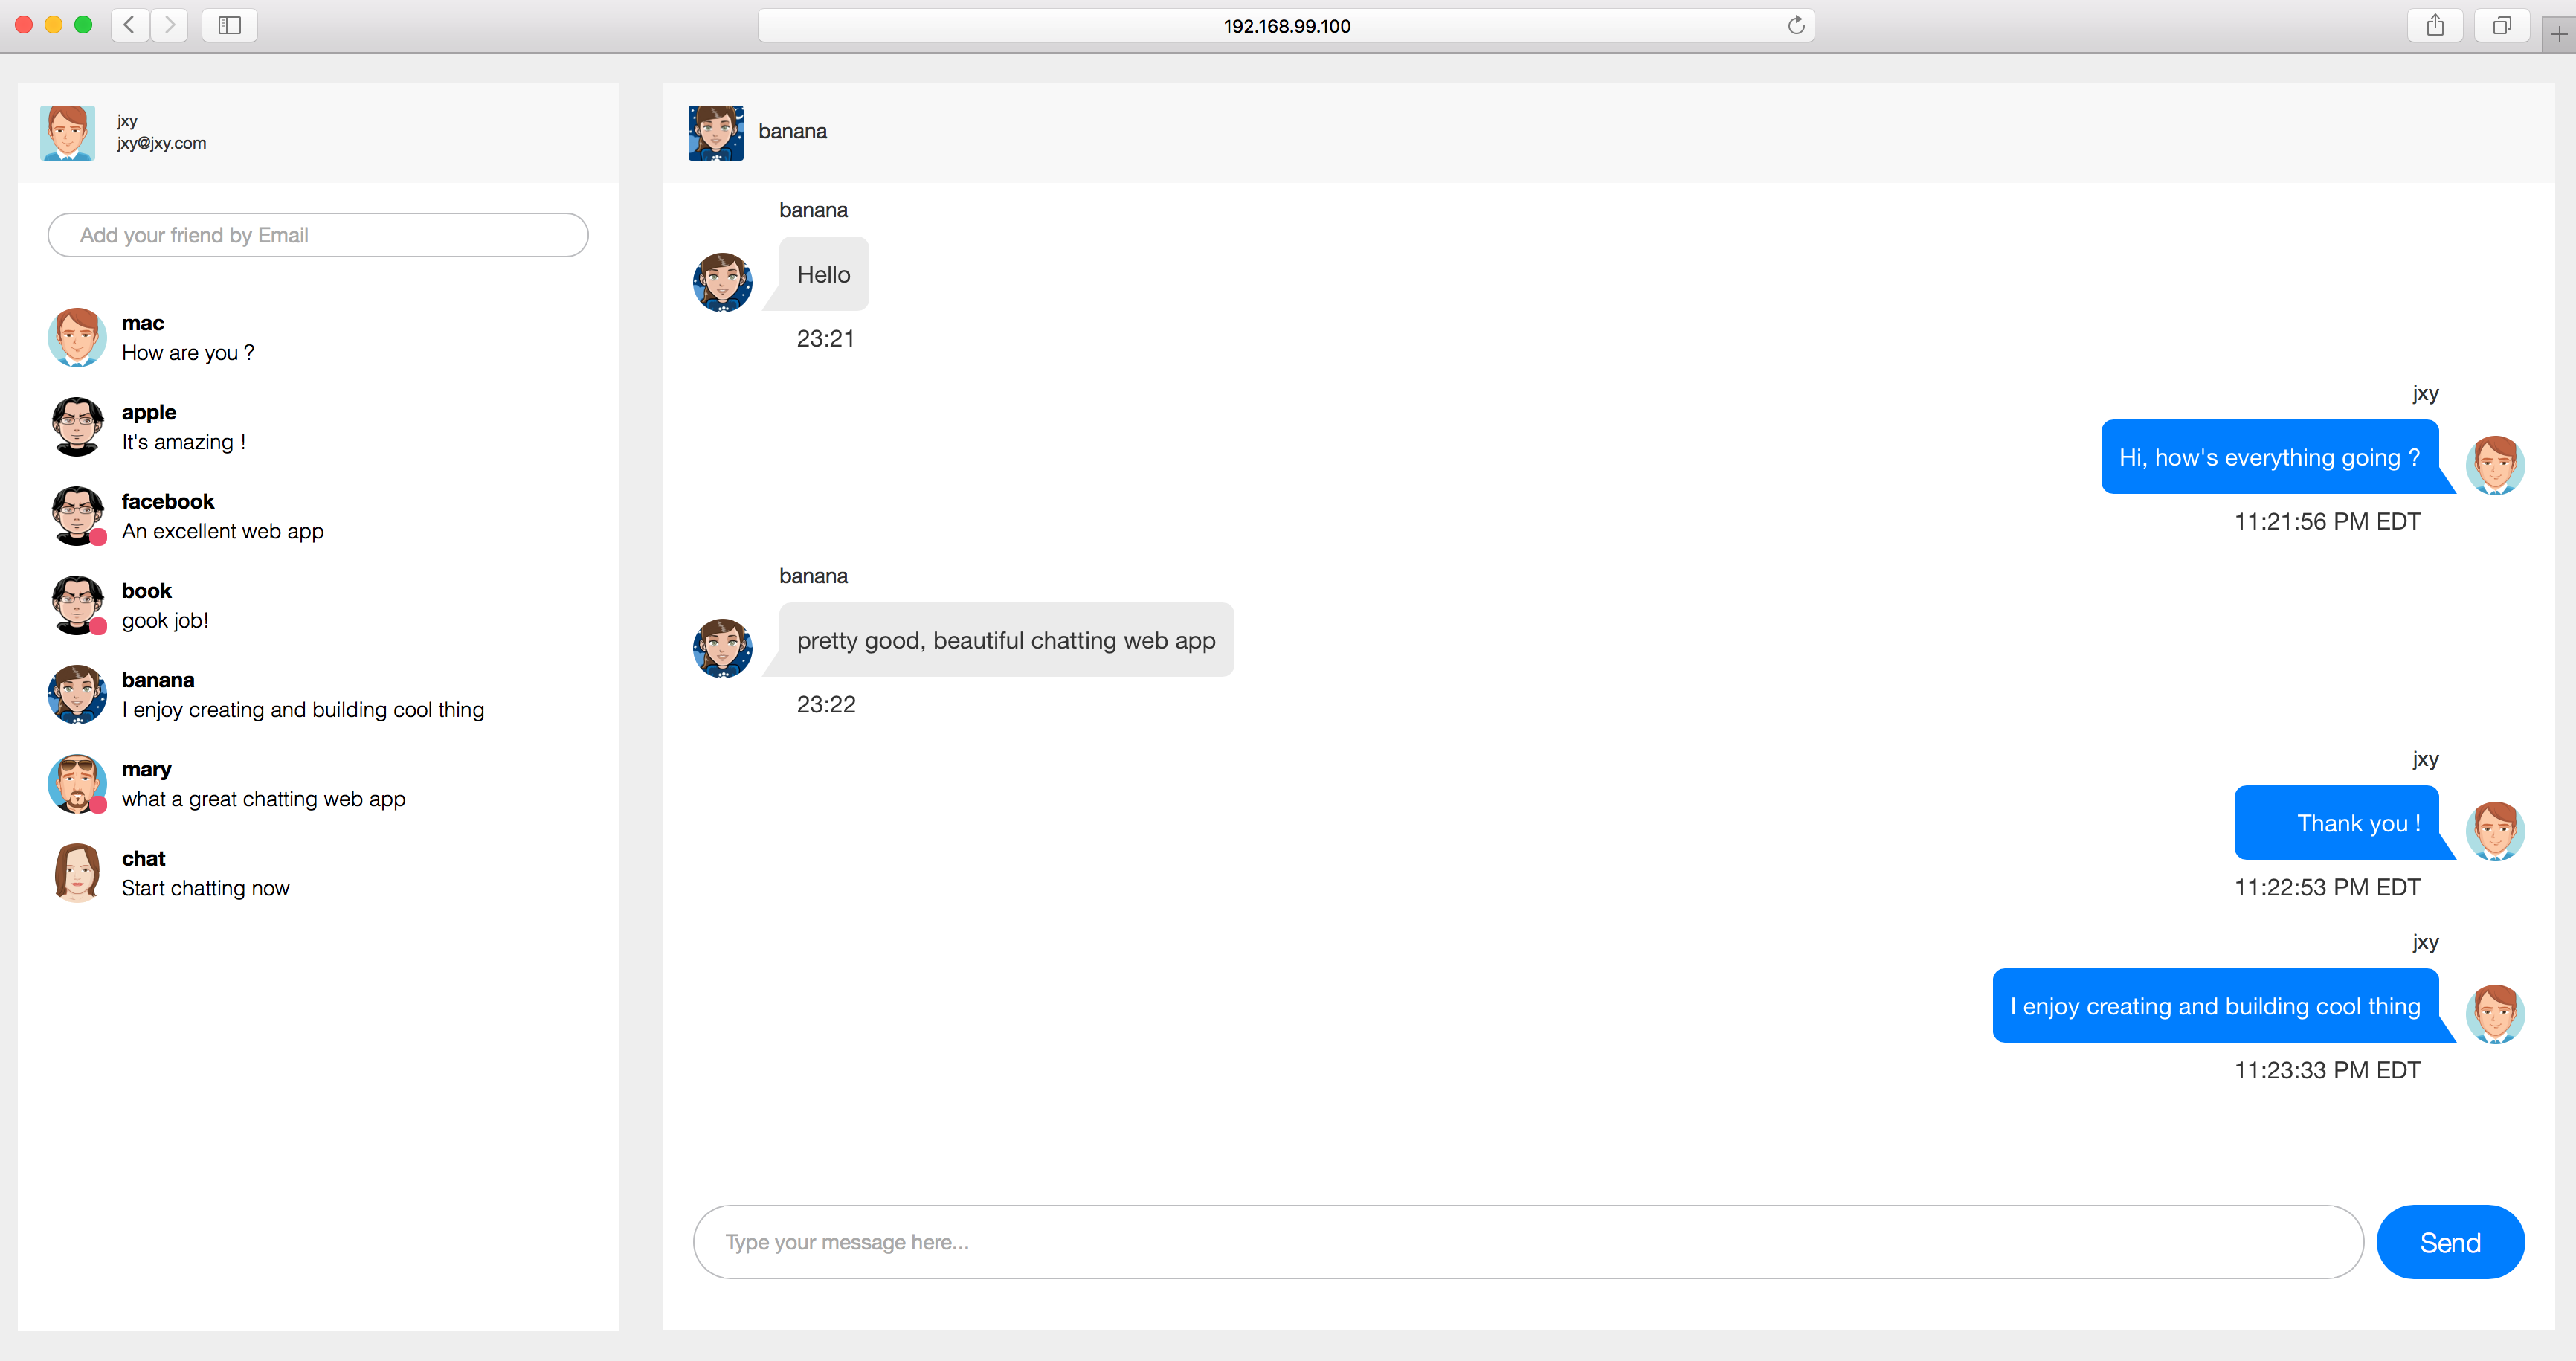 192.168.99.100
jxy
jxy@jxy.com
Add your friend by Email
mac
How are you ?
apple
It's amazing !
facebook
An excellent web app
book
gook job!
banana
I enjoy creating and building cool thing
mary
what a great chatting web app
chat
Start chatting now
banana
banana
Hello
23:21
jxy
Hi, how's everything going ?
11:21:56 PM EDT
banana
pretty good, beautiful chatting web app
23:22
jxy
Thank you !
11:22:53 PM EDT
jxy
I enjoy creating and building cool thing
11:23:33 PM EDT
Type your message here...
Send